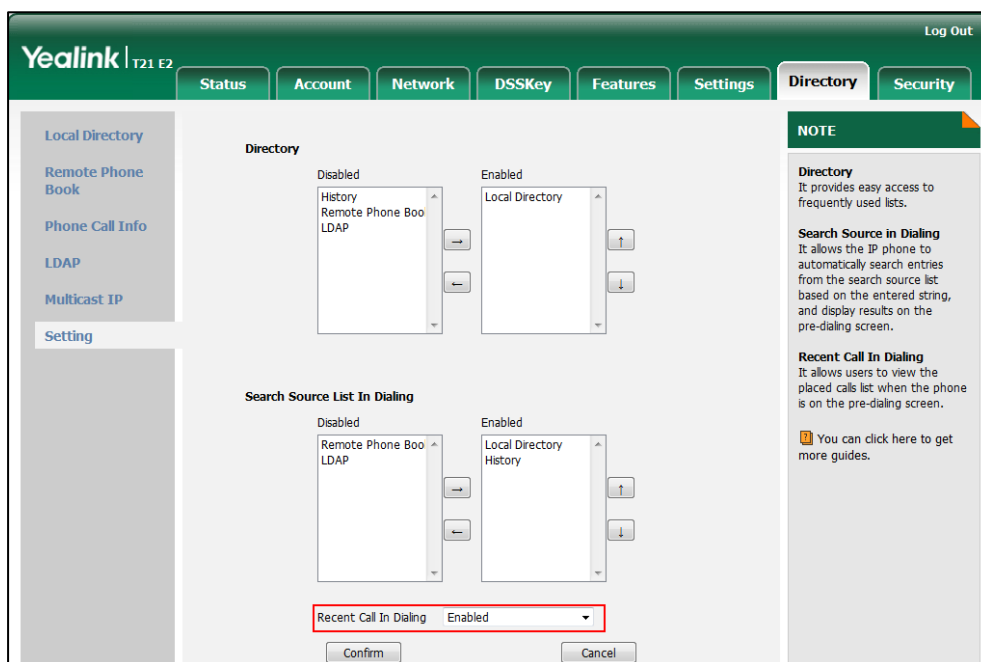 Log Out
Yealink | T21 E2
Status Account Network DSSKey Features Settings Directory Security
Local Directory
Remote Phone
Book
Phone Call Info
LDAP
Multicast IP
Setting
Directory
Disabled
History
Remote Phone Boo
LDAP
→
←
Enabled
Local Directory
↑
↓
Search Source List In Dialing
Disabled
Remote Phone Boo
LDAP
→
←
Enabled
Local Directory
History
↑
↓
Recent Call In Dialing Enabled
Confirm Cancel
NOTE
Directory
It provides easy access to
frequently used lists.
Search Source in Dialing
It allows the IP phone to
automatically search entries
from the search source list
based on the entered string,
and display results on the
pre-dialing screen.
Recent Call In Dialing
It allows users to view the
placed calls list when the phone
is on the pre-dialing screen.
? You can click here to get
more guides.